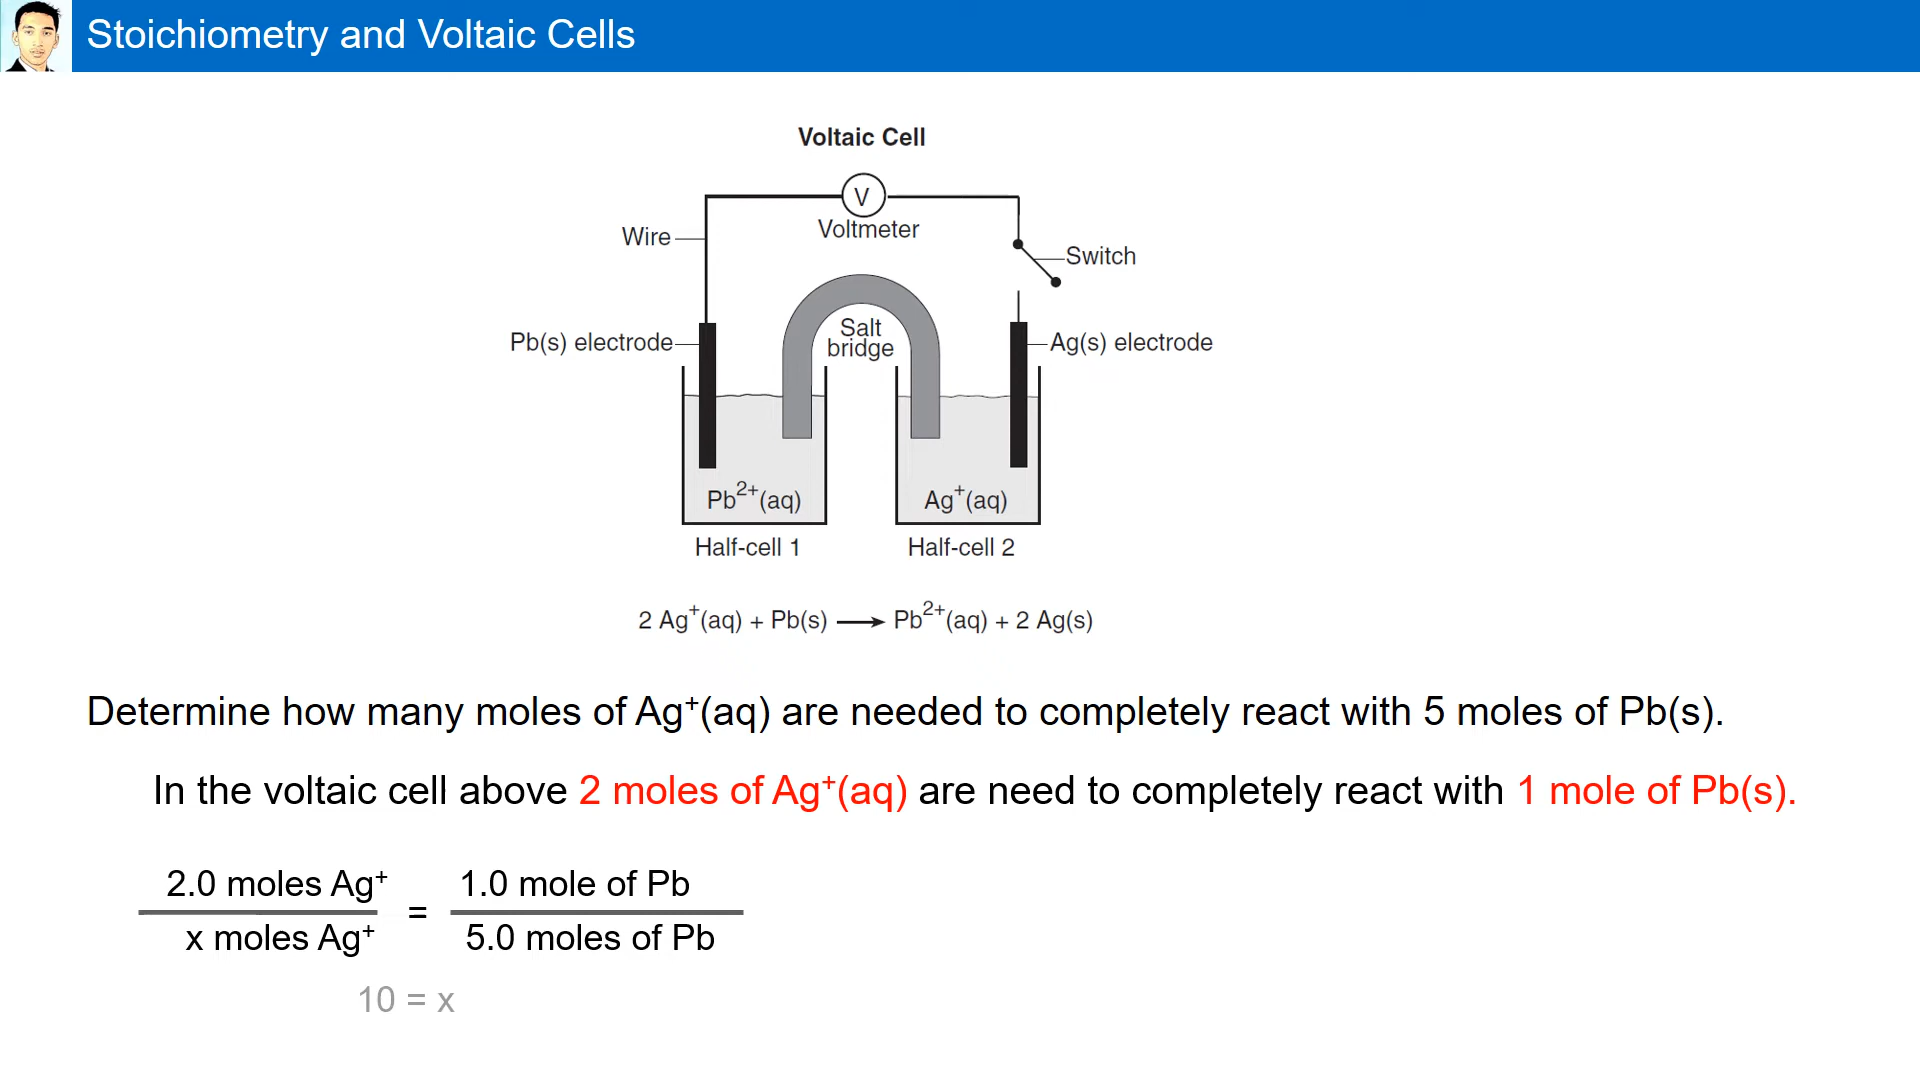 Stoichiometry and Voltaic Cells
Voltaic Cell
V
Voltmeter
Wire
Switch
Salt
bridge
Pb(s) electrode
Ag(s) electrode
Pb²⁺(aq)
Ag⁺(aq)
Half-cell 1
Half-cell 2
2 Ag⁺(aq) + Pb(s) ⟶ Pb²⁺(aq) + 2 Ag(s)
Determine how many moles of Ag⁺(aq) are needed to completely react with 5 moles of Pb(s).
In the voltaic cell above 2 moles of Ag⁺(aq) are need to completely react with 1 mole of Pb(s).
2.0 moles Ag⁺ = 1.0 mole of Pb
x moles Ag⁺ 5.0 moles of Pb
10 = x